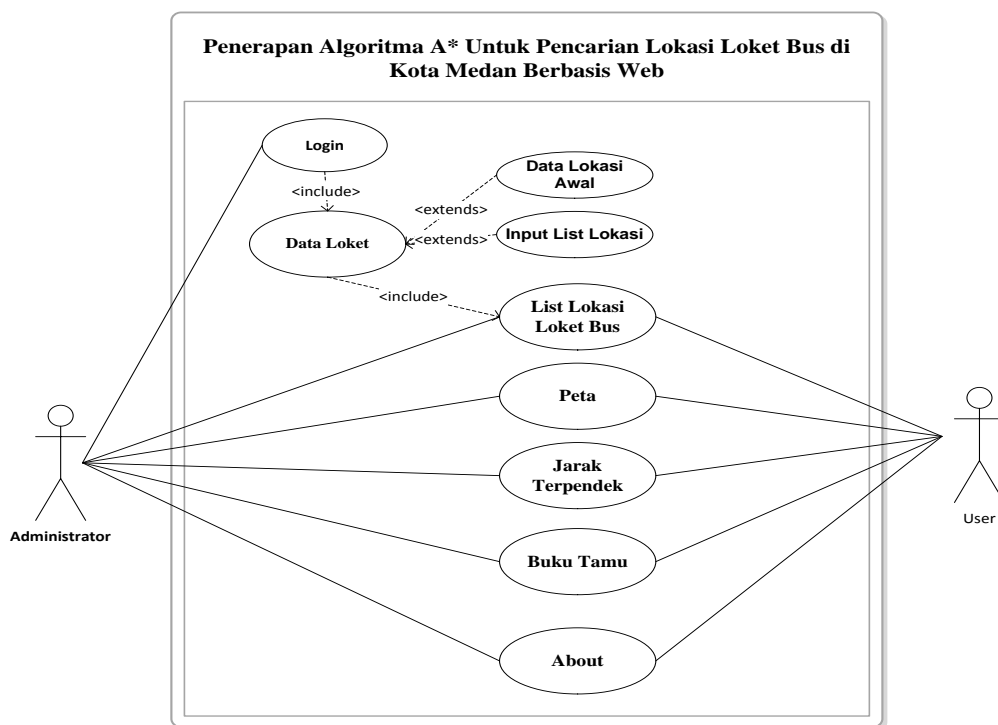 Penerapan Algoritma A* Untuk Pencarian Lokasi Loket Bus di
Kota Medan Berbasis Web
Login
Data Lokasi
Awal
<include>
<extends>
Data Loket
<extends>
Input List Lokasi
<include>
List Lokasi
Loket Bus
Peta
Jarak
Terpendek
Administrator
User
Buku Tamu
About